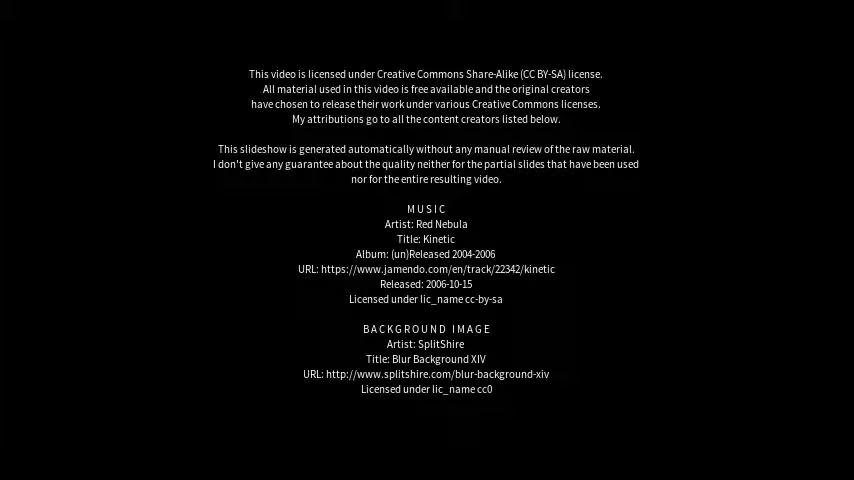 This video is licensed under Creative Commons Share-Alike (CC BY-SA) license.
All material used in this video is free available and the original creators
have chosen to release their work under various Creative Commons licenses.
My attributions go to all the content creators listed below.
This slideshow is generated automatically without any manual review of the raw material.
I don't give any guarantee about the quality neither for the partial slides that have been used
nor for the entire resulting video.
MUSIC
Artist: Red Nebula
Title: Kinetic
Album: (un)Released 2004-2006
URL: https://www.jamendo.com/en/track/22342/kinetic
Released: 2006-10-15
Licensed under lic_name cc-by-sa
BACKGROUND IMAGE
Artist: SplitShire
Title: Blur Background XIV
URL: http://www.splitshire.com/blur-background-xiv
Licensed under lic_name cc0